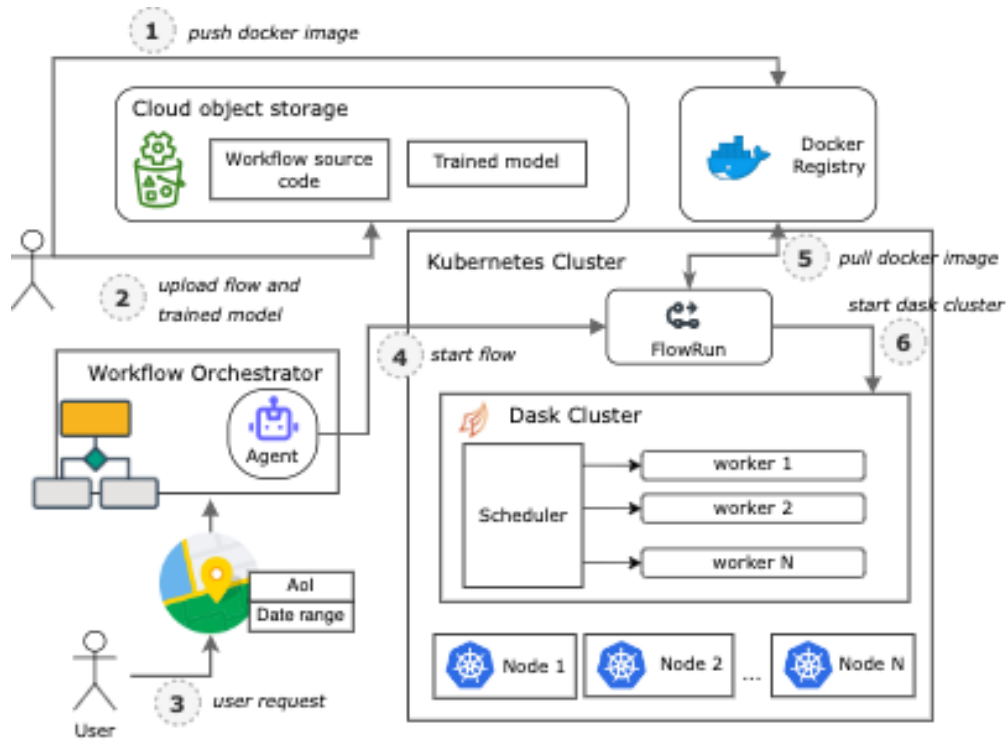 1
push docker image
Cloud object storage
Workflow source
code
Trained model
Docker
Registry
2
upload flow and
trained model
Kubernetes Cluster
5
pull docker image
FlowRun
start dask cluster
6
4
start flow
Workflow Orchestrator
Agent
Dask Cluster
Scheduler
worker 1
worker 2
worker N
AoI
Date range
3
user request
User
Node 1
Node 2
...
Node N